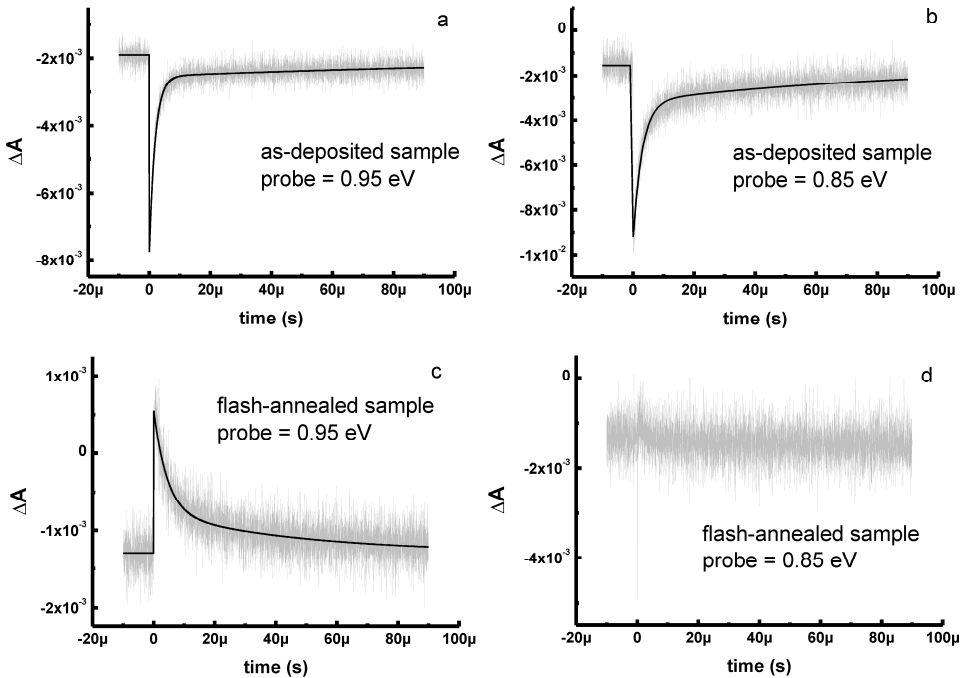 a
-2x10⁻³
-4x10⁻³
-6x10⁻³
-8x10⁻³
ΔA
as-deposited sample
probe = 0.95 eV
-20µ 0 20µ 40µ 60µ 80µ 100µ
time (s)
b
0
-2x10⁻³
-4x10⁻³
-6x10⁻³
-8x10⁻³
-1x10⁻²
ΔA
as-deposited sample
probe = 0.85 eV
-20µ 0 20µ 40µ 60µ 80µ 100µ
time (s)
c
1x10⁻³
0
-1x10⁻³
-2x10⁻³
ΔA
flash-annealed sample
probe = 0.95 eV
-20µ 0 20µ 40µ 60µ 80µ 100µ
time (s)
d
0
-2x10⁻³
-4x10⁻³
ΔA
flash-annealed sample
probe = 0.85 eV
-20µ 0 20µ 40µ 60µ 80µ 100µ
time (s)